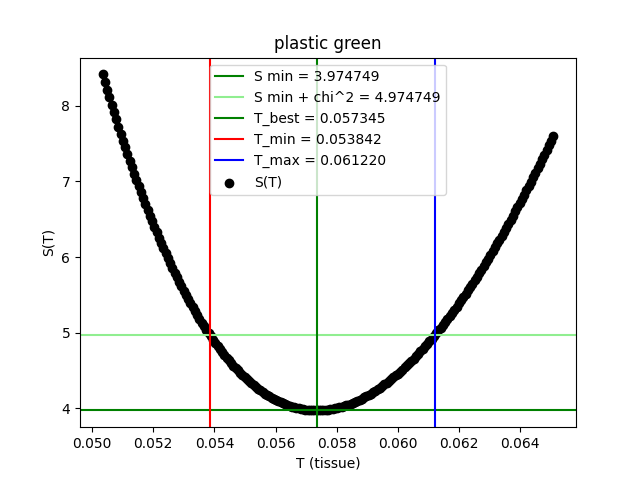 plastic green
S min = 3.974749
S min + chi^2 = 4.974749
T_best = 0.057345
T_min = 0.053842
T_max = 0.061220
S(T)
8
7
6
5
4
S(T)
0.050 0.052 0.054 0.056 0.058 0.060 0.062 0.064
T (tissue)